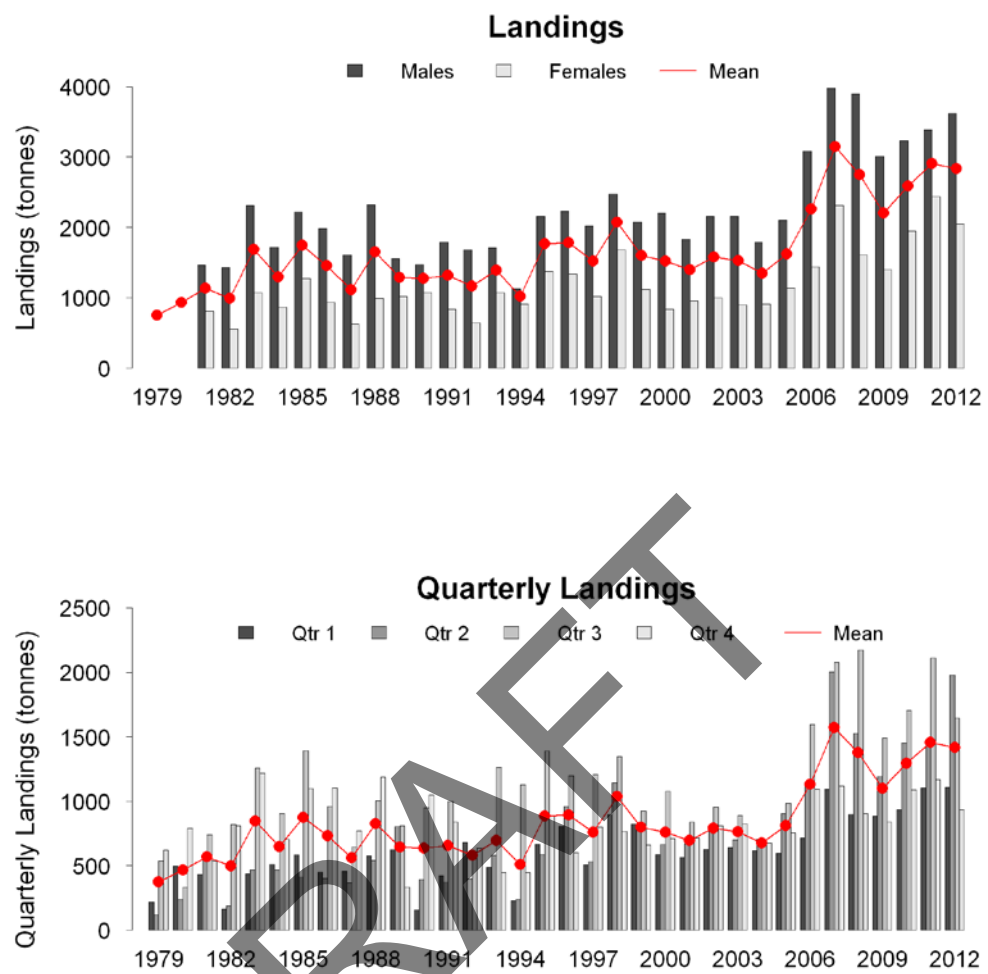 Landings
Males Females Mean
Landings (tonnes)
4000
3000
2000
1000
0
1979 1982 1985 1988 1991 1994 1997 2000 2003 2006 2009 2012
Quarterly Landings
Qtr 1 Qtr 2 Qtr 3 Qtr 4 Mean
Quarterly Landings (tonnes)
2500
2000
1500
1000
500
0
1979 1982 1985 1988 1991 1994 1997 2000 2003 2006 2009 2012
RAFT